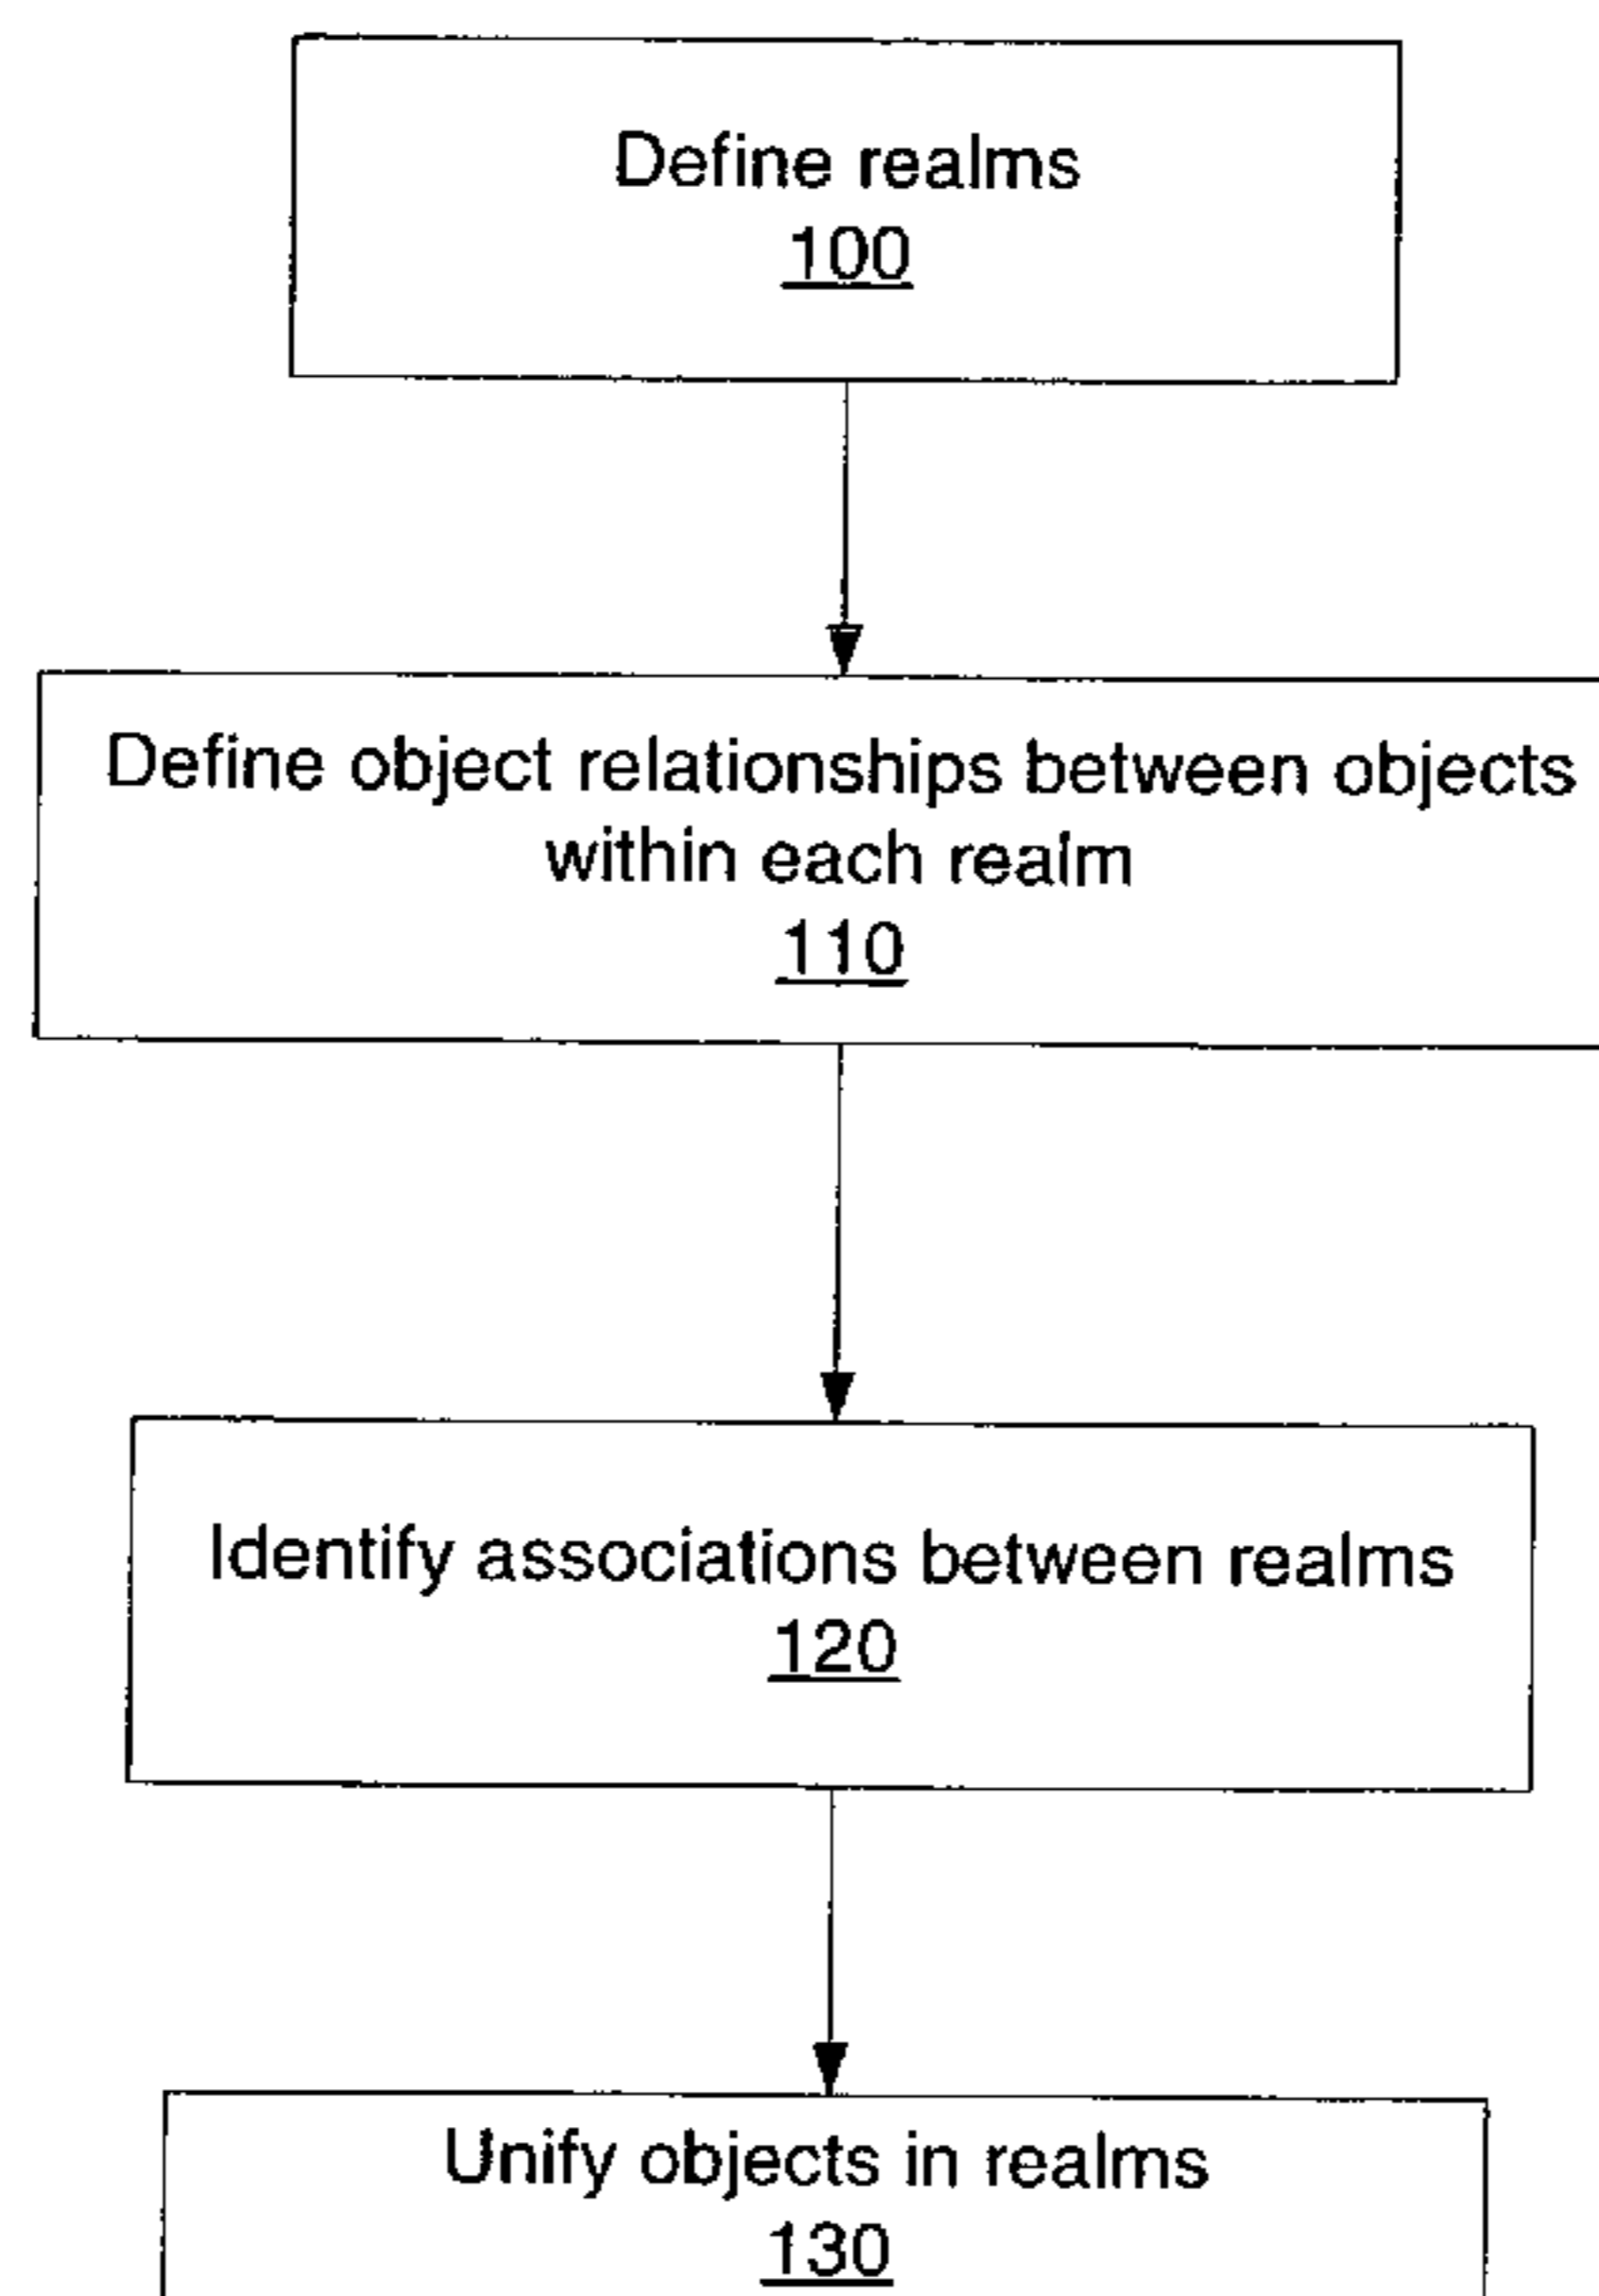 Define realms
100
Define object relationships between objects
within each realm
110
Identify associations between realms
120
Unify objects in realms
130